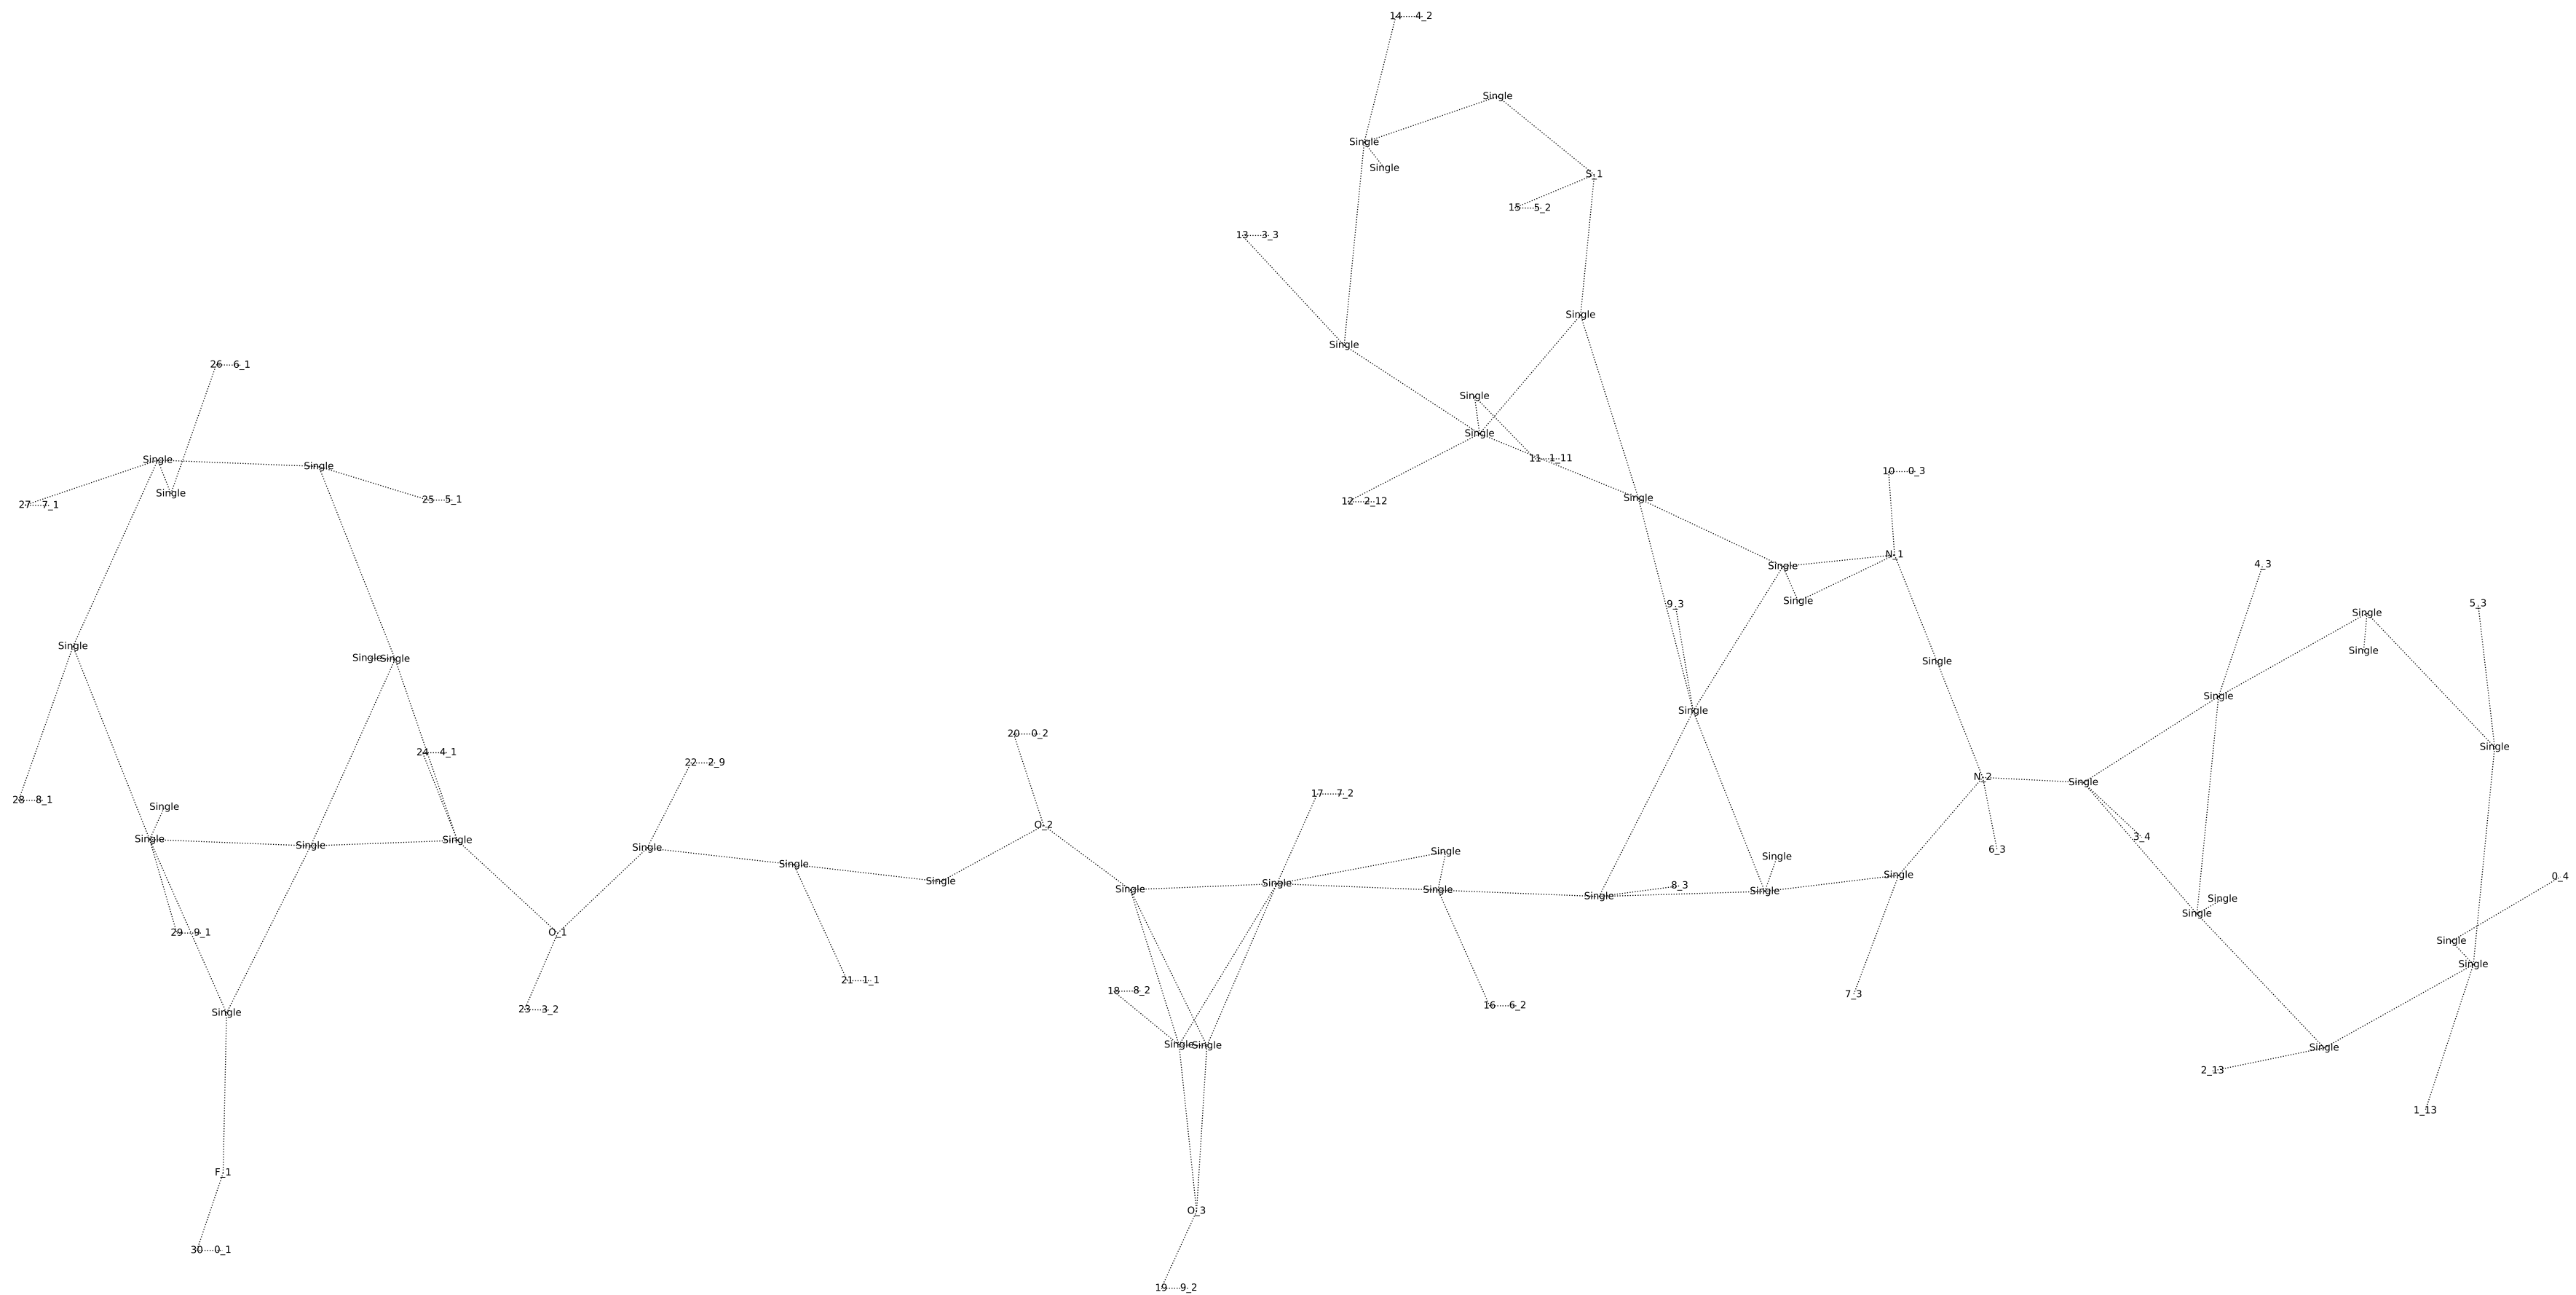 14 4_2
Single
Single
Single
S_1
15 5_2
13 3_3
Single
Single
26 6_1
Single
Single
11 1_11
Single
Single
10 0_3
Single
25 5_1
27 7_1
12 2_12
Single
N_1
Single
4_3
Single
9_3
5_3
Single
Single
Single
Single
Single
Single
Single
Single
Single
20 0_2
24 4_1
Single
22 2_9
N_2
Single
17 7_2
28 8_1
Single
O_2
3_4
Single
Single
Single
Single
Single
6_3
Single
Single
Single
Single
0_4
Single
Single
8_3
Single
Single
Single
Single
Single
Single
29 9_1
O_1
Single
Single
21 1_1
18 8_2
7_3
16 6_2
23 3_2
Single
Single
Single
Single
2_13
1_13
F_1
O_3
30 0_1
19 9_2